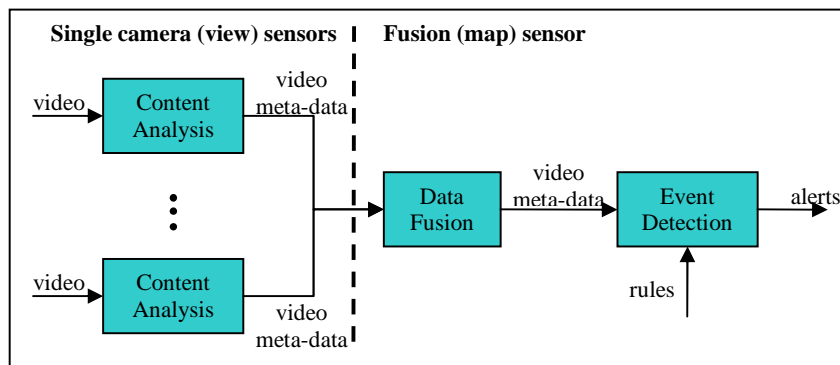 Single camera (view) sensors
Fusion (map) sensor
video
Content
Analysis
video
meta-data
Data
Fusion
video
meta-data
Event
Detection
alerts
rules
video
Content
Analysis
video
meta-data